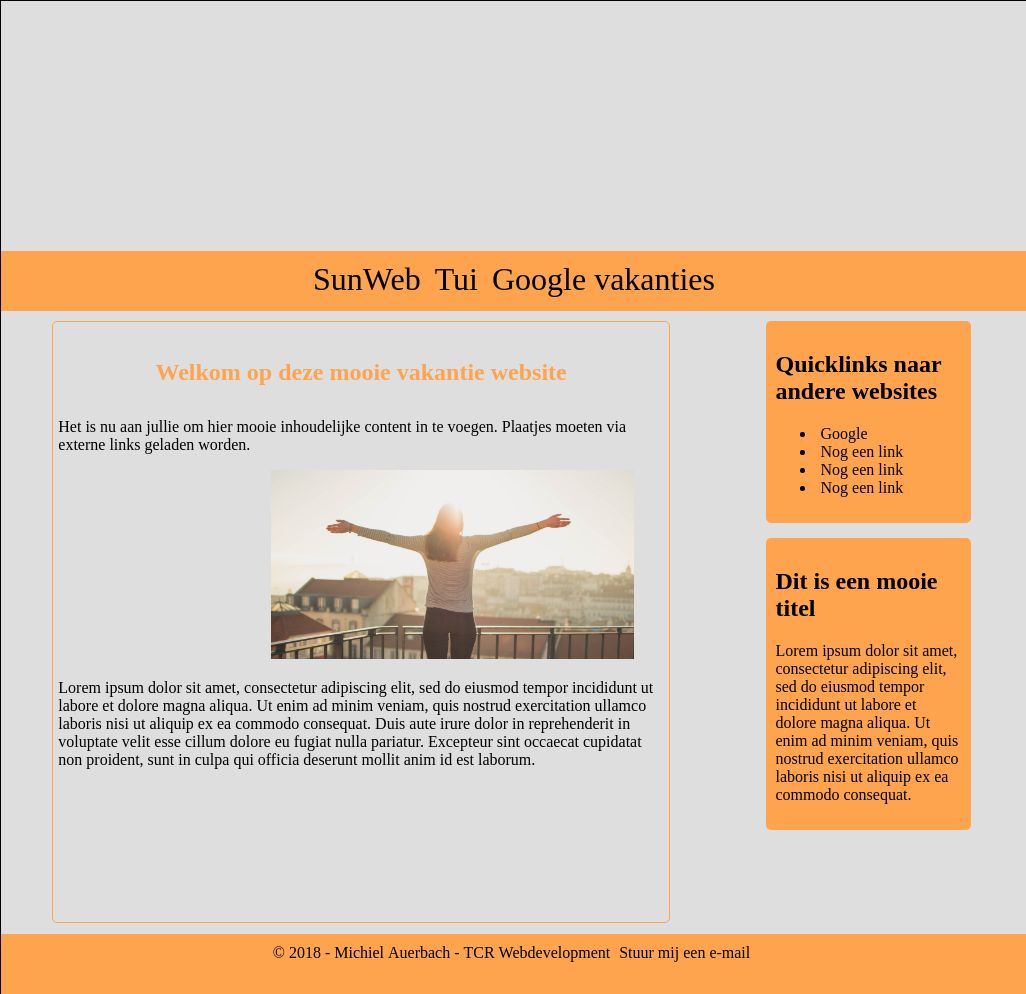 SunWeb Tui Google vakanties
Welkom op deze mooie vakantie website
Het is nu aan jullie om hier mooie inhoudelijke content in te voegen. Plaatjes moeten via
externe links geladen worden.
Lorem ipsum dolor sit amet, consectetur adipiscing elit, sed do eiusmod tempor incididunt ut
labore et dolore magna aliqua. Ut enim ad minim veniam, quis nostrud exercitation ullamco
laboris nisi ut aliquip ex ea commodo consequat. Duis aute irure dolor in reprehenderit in
voluptate velit esse cillum dolore eu fugiat nulla pariatur. Excepteur sint occaecat cupidatat
non proident, sunt in culpa qui officia deserunt mollit anim id est laborum.
Quicklinks naar
andere websites
Google
Nog een link
Nog een link
Nog een link
Dit is een mooie
titel
Lorem ipsum dolor sit amet,
consectetur adipiscing elit,
sed do eiusmod tempor
incididunt ut labore et
dolore magna aliqua. Ut
enim ad minim veniam, quis
nostrud exercitation ullamco
laboris nisi ut aliquip ex ea
commodo consequat.
© 2018 - Michiel Auerbach - TCR Webdevelopment Stuur mij een e-mail